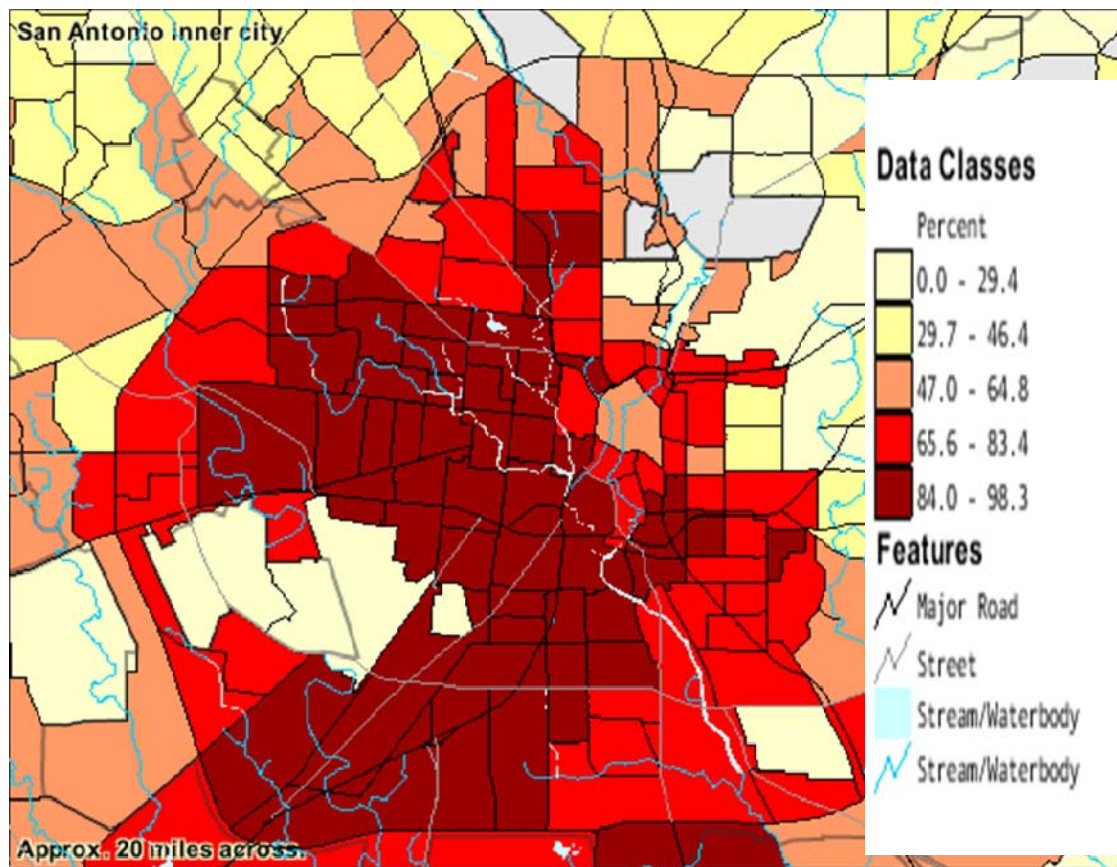 San Antonio inner city
Data Classes
Percent
0.0 - 29.4
29.7 - 46.4
47.0 - 64.8
65.6 - 83.4
84.0 - 98.3
Features
Major Road
Street
Stream/Waterbody
Stream/Waterbody
Approx. 20 miles across.